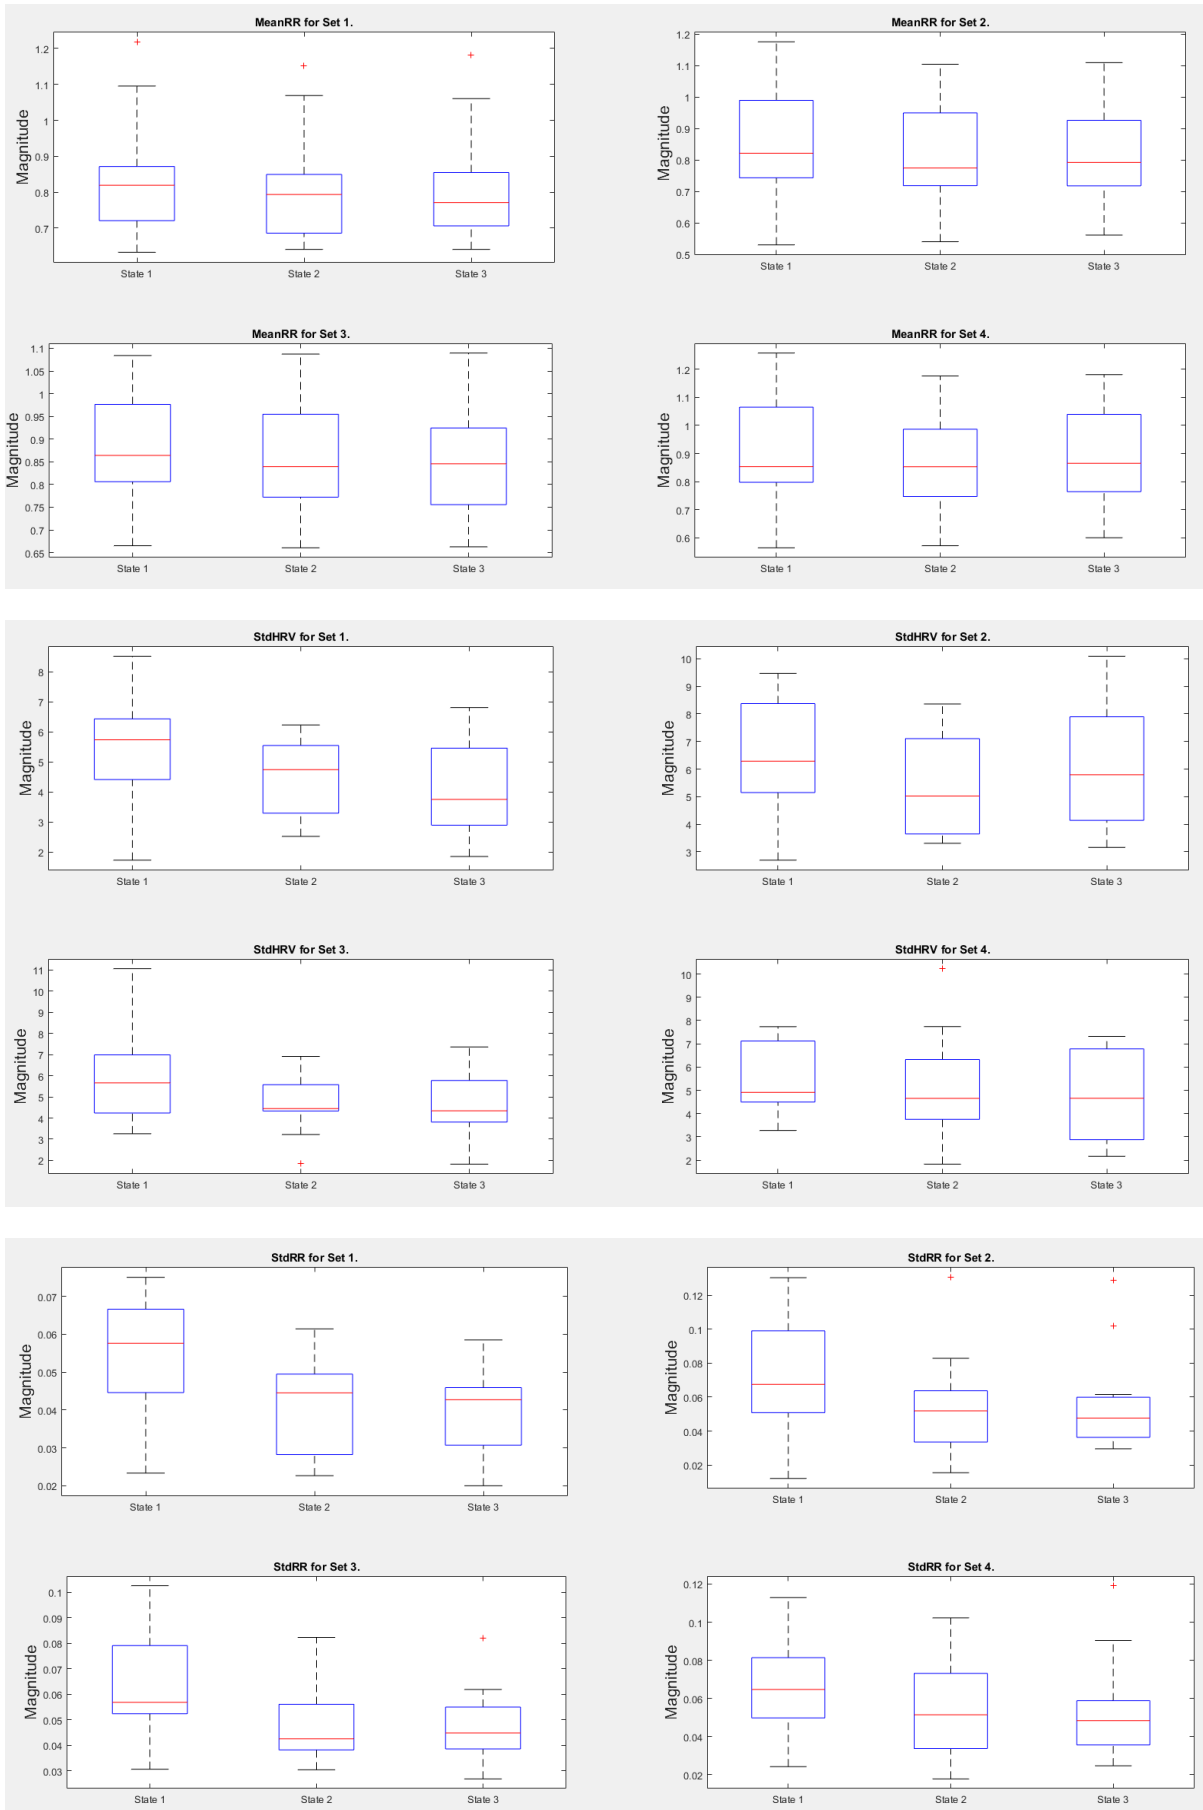 MeanRR for Set 1.
Magnitude
1.2
1.1
1
0.9
0.8
0.7
State 1 State 2 State 3
MeanRR for Set 2.
Magnitude
1.2
1.1
1
0.9
0.8
0.7
0.6
0.5
State 1 State 2 State 3
MeanRR for Set 3.
Magnitude
1.1
1.05
1
0.95
0.9
0.85
0.8
0.75
0.7
0.65
State 1 State 2 State 3
MeanRR for Set 4.
Magnitude
1.2
1.1
1
0.9
0.8
0.7
0.6
State 1 State 2 State 3
StdHRV for Set 1.
Magnitude
8
7
6
5
4
3
2
State 1 State 2 State 3
StdHRV for Set 2.
Magnitude
10
9
8
7
6
5
4
3
State 1 State 2 State 3
StdHRV for Set 3.
Magnitude
11
10
9
8
7
6
5
4
3
2
State 1 State 2 State 3
StdHRV for Set 4.
Magnitude
10
9
8
7
6
5
4
3
2
State 1 State 2 State 3
StdRR for Set 1.
Magnitude
0.07
0.06
0.05
0.04
0.03
0.02
State 1 State 2 State 3
StdRR for Set 2.
Magnitude
0.12
0.1
0.08
0.06
0.04
0.02
State 1 State 2 State 3
StdRR for Set 3.
Magnitude
0.1
0.09
0.08
0.07
0.06
0.05
0.04
0.03
State 1 State 2 State 3
StdRR for Set 4.
Magnitude
0.12
0.1
0.08
0.06
0.04
0.02
State 1 State 2 State 3